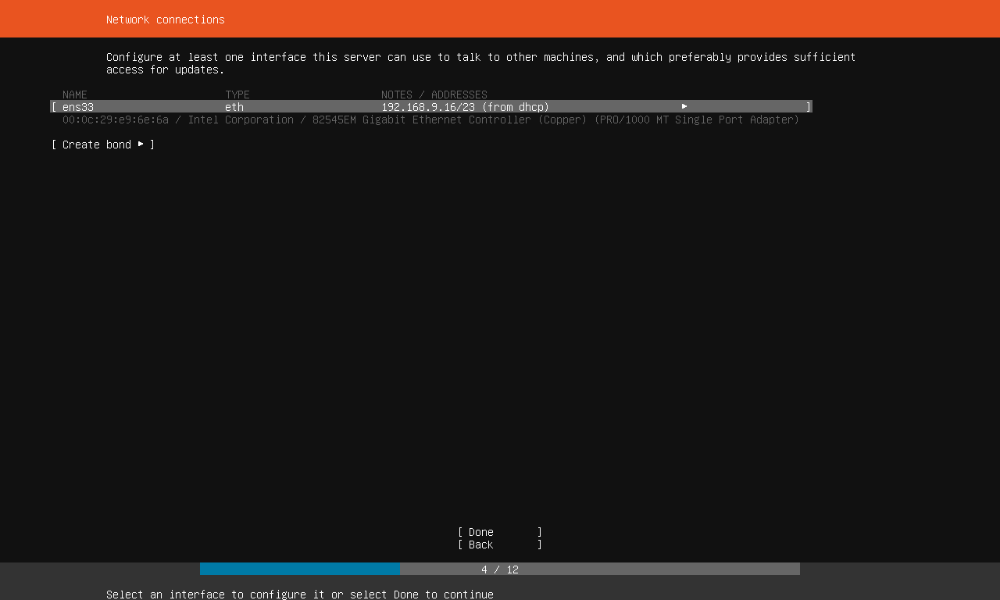 Network connections
Configure at least one interface this server can use to talk to other machines, and which preferably provides sufficient
access for updates.
NAME TYPE NOTES / ADDRESSES
[ ens33 eth 192.168.9.16/23 (from dhcp) ▸ ]
00:0c:29:e9:6e:6a / Intel Corporation / 82545EM Gigabit Ethernet Controller (Copper) (PRO/1000 MT Single Port Adapter)
[ Create bond ▸ ]
[ Done ]
[ Back ]
4 / 12
Select an interface to configure it or select Done to continue